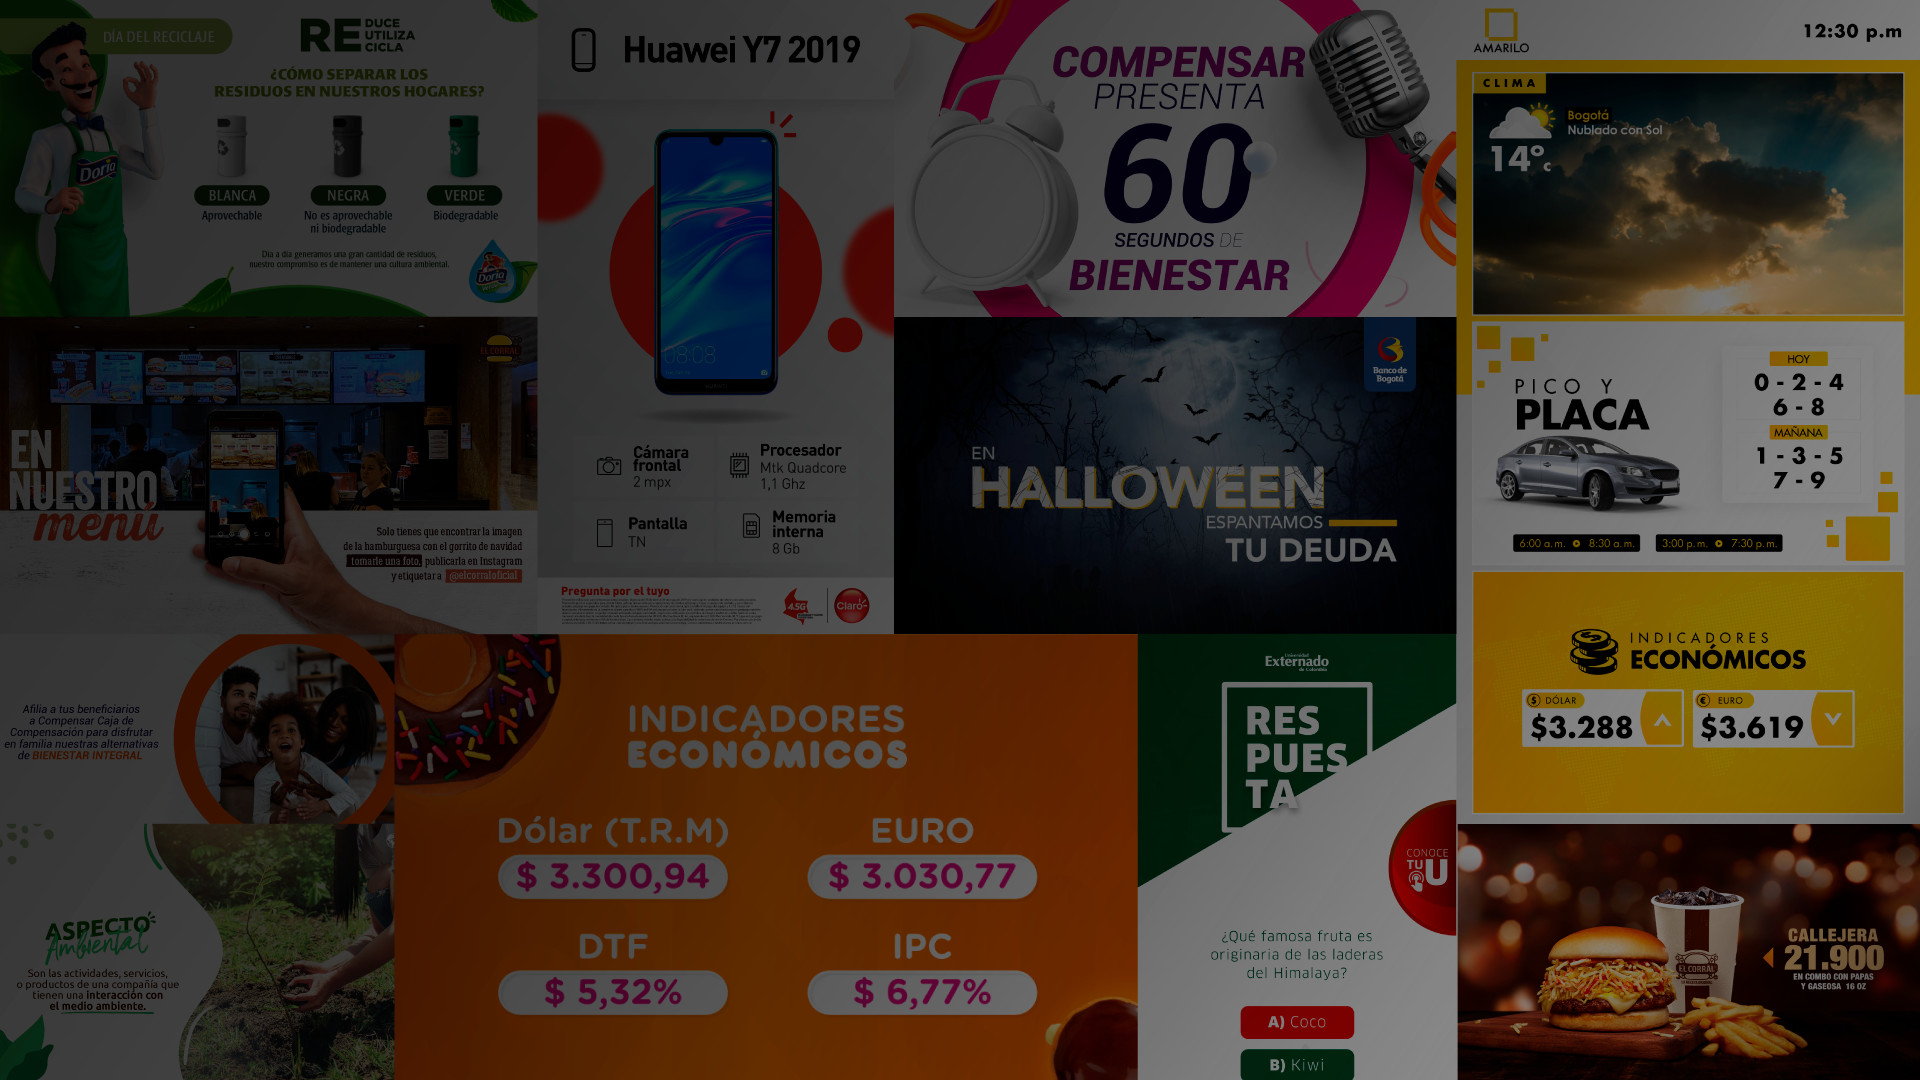 DÍA DEL RECICLAJE
RE DUCE
UTILIZA
CICLA
¿CÓMO SEPARAR LOS
RESIDUOS EN NUESTROS HOGARES?
BLANCA
Aprovechable
NEGRA
No es aprovechable
ni biodegradable
VERDE
Biodegradable
Día a día generamos una gran cantidad de residuos,
nuestro compromiso es de mantener una cultura ambiental.
Doria
Doria
Huawei Y7 2019
08:08
Cámara
frontal
2 mpx
Procesador
Mtk Quadcore
1,1 Ghz
Pantalla
TN
Memoria
interna
8 Gb
Pregunta por el tuyo
4.5G
Claro
COMPENSAR
PRESENTA
60
SEGUNDOS DE
BIENESTAR
AMARILO
12:30 p.m
CLIMA
Bogotá
Nublado con Sol
14°c
PICO Y
PLACA
HOY
0 - 2 - 4
6 - 8
MAÑANA
1 - 3 - 5
7 - 9
6:00 a.m. 8:30 a.m. 3:00 p.m. 7:30 p.m.
INDICADORES
ECONÓMICOS
$ DÓLAR
$3.288
€ EURO
$3.619
EL CORRAL
EN
NUESTRO
menú
Solo tienes que encontrar la imagen
de la hamburguesa con el gorrito de navidad
tomarle una foto, publicarla en Instagram
y etiquetar a @elcorraloficial
Banco de
Bogotá
EN
HALLOWEEN
ESPANTAMOS
TU DEUDA
Afilia a tus beneficiarios
a Compensar Caja de
Compensación para disfrutar
en familia nuestras alternativas
de BIENESTAR INTEGRAL
INDICADORES
ECONÓMICOS
Dólar (T.R.M)
$ 3.300,94
EURO
$ 3.030,77
DTF
$ 5,32%
IPC
$ 6,77%
Universidad
Externado
de Colombia
RES
PUES
TA
CONOCE
TU U
¿Qué famosa fruta es
originaria de las laderas
del Himalaya?
A) Coco
B) Kiwi
ASPECTO
Ambiental
Son las actividades, servicios,
o productos de una compañía que
tienen una interacción con
el medio ambiente.
EL CORRAL
CALLEJERA
21.900
EN COMBO CON PAPAS
Y GASEOSA 16 OZ